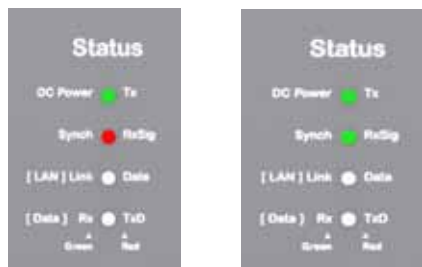 Status
DC Power Tx
Synch RxSig
[ LAN ] Link Data
[ Data ] Rx TxD
Green Red
Status
DC Power Tx
Synch RxSig
[ LAN ] Link Data
[ Data ] Rx TxD
Green Red